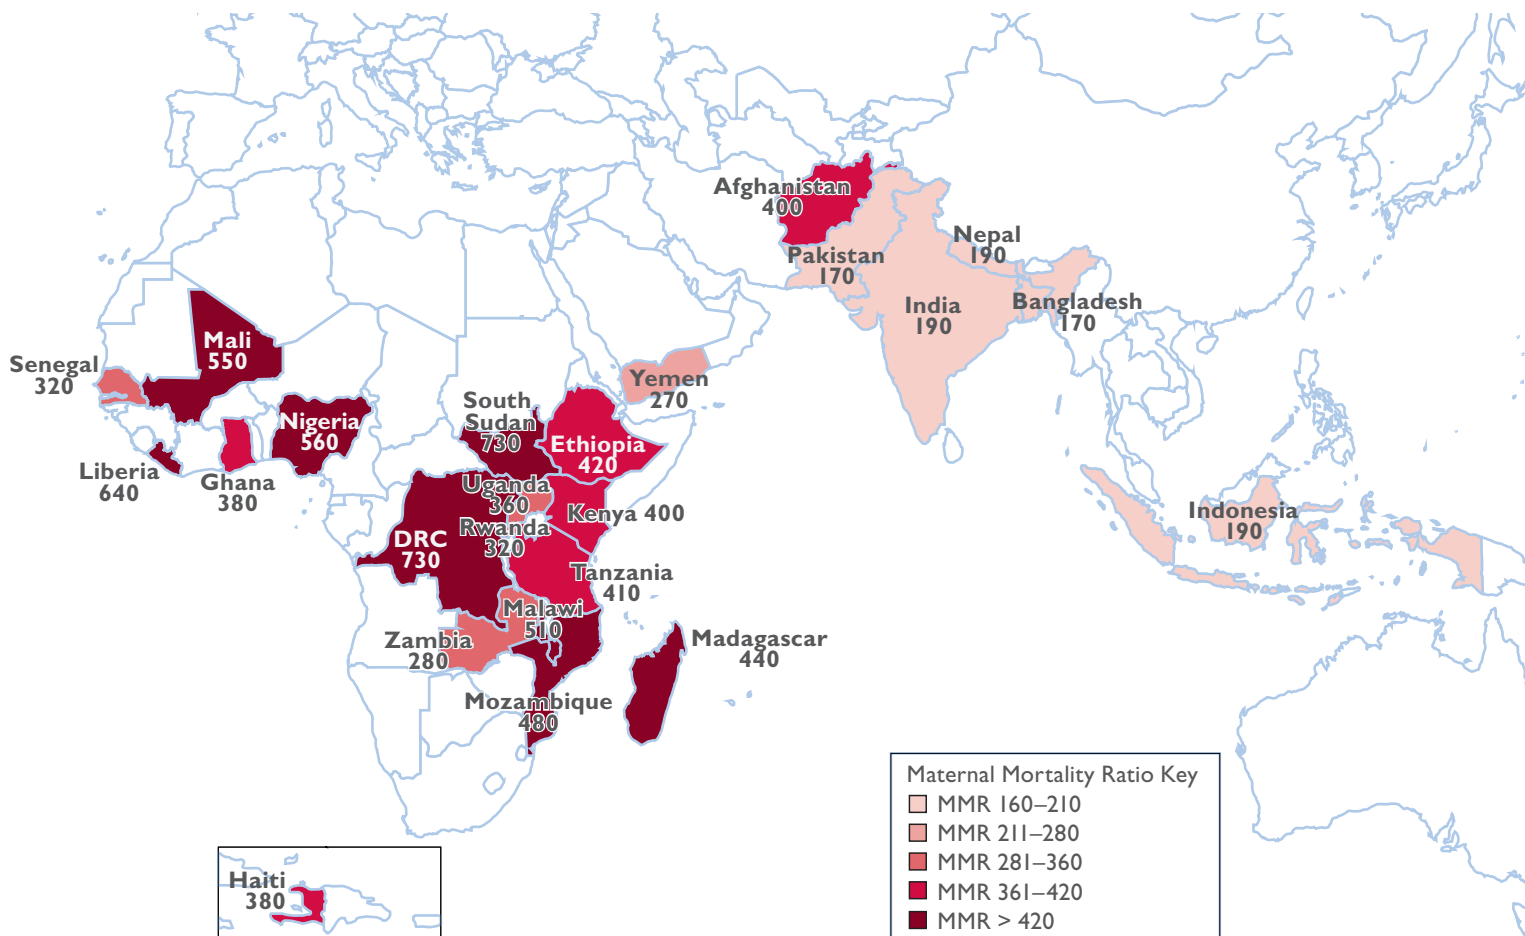 Afghanistan
400
Nepal
190
Pakistan
170
India
190
Bangladesh
170
Mali
550
Senegal
320
Yemen
270
South
Sudan
730
Nigeria
560
Ethiopia
420
Liberia
640
Ghana
380
Uganda
360
Kenya 400
Rwanda
320
DRC
730
Indonesia
190
Tanzania
410
Malawi
510
Zambia
280
Madagascar
440
Mozambique
480
Haiti
380
Maternal Mortality Ratio Key
MMR 160–210
MMR 211–280
MMR 281–360
MMR 361–420
MMR > 420